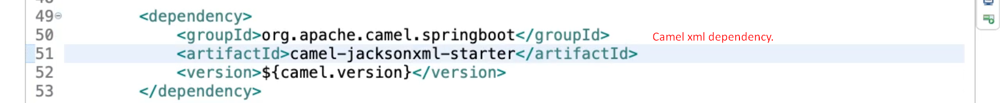 49 <dependency>
50 <groupId>org.apache.camel.springboot</groupId> Camel xml dependency.
51 <artifactId>camel-jacksonxml-starter</artifactId>
52 <version>${camel.version}</version>
53 </dependency>